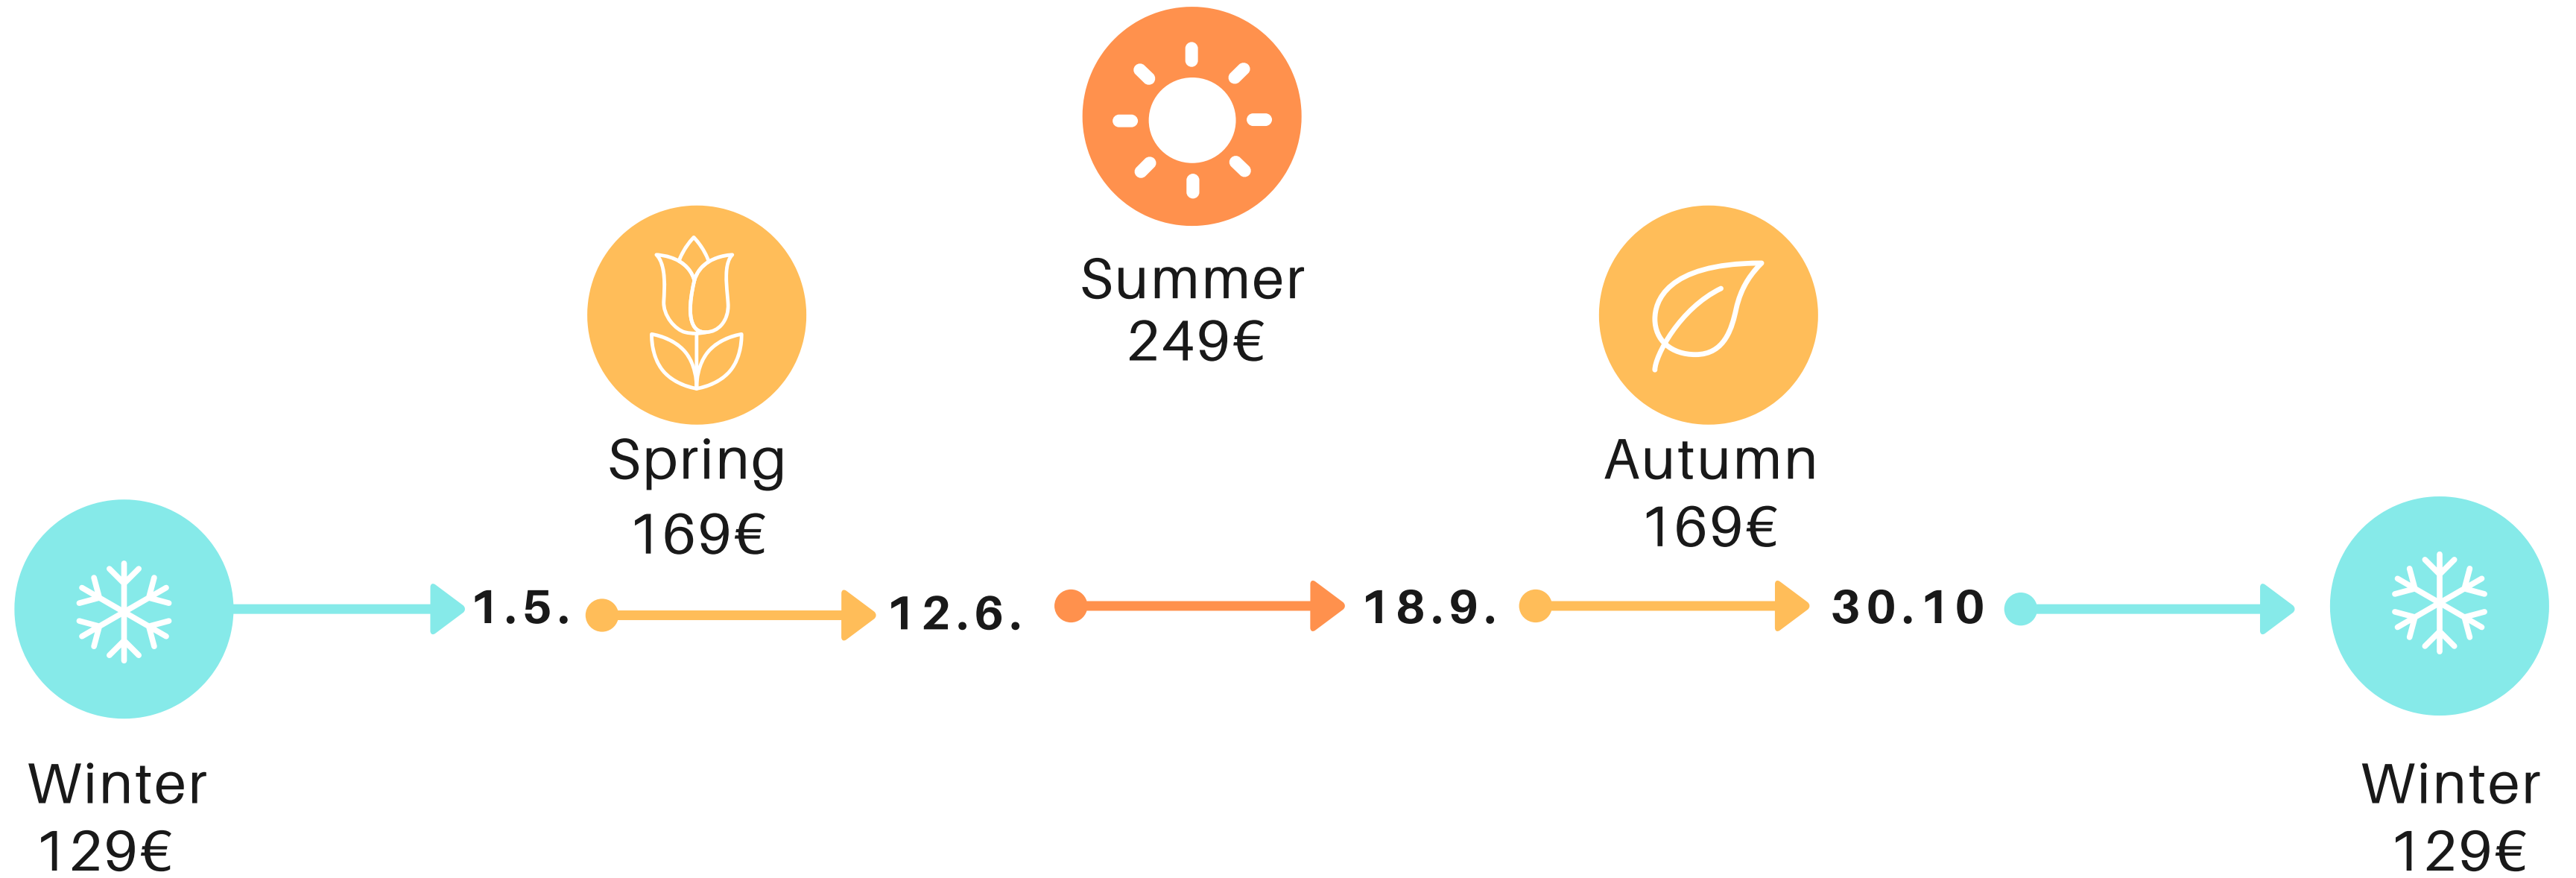 Summer
249€
Spring
169€
Autumn
169€
1.5.
12.6.
18.9.
30.10
Winter
129€
Winter
129€